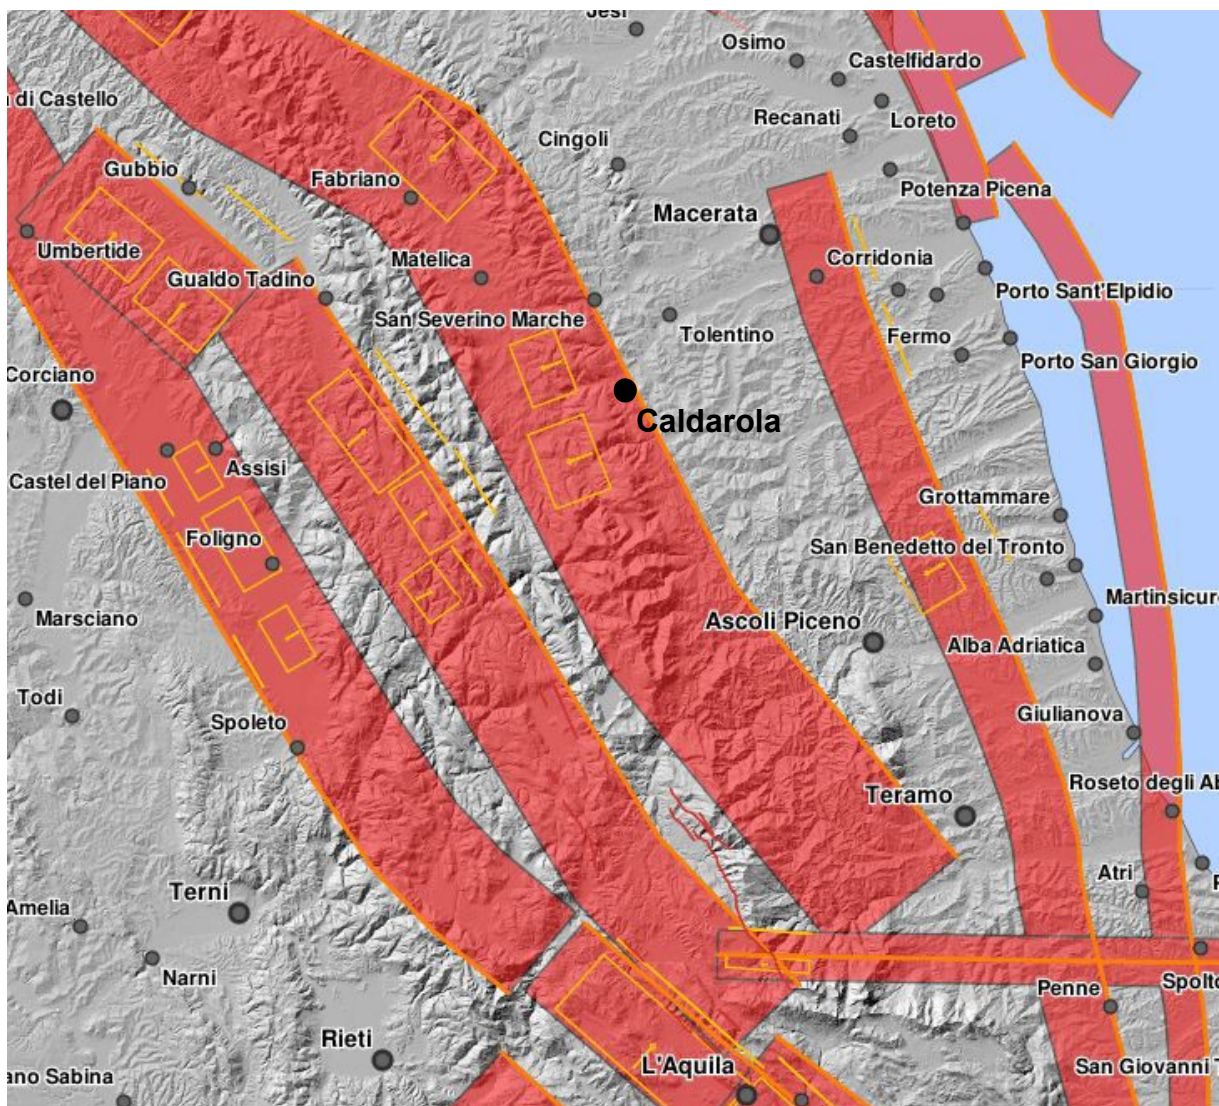 Jesi
Osimo
Castelfidardo
di Castello
Recanati
Loreto
Cingoli
Gubbio
Fabriano
Potenza Picena
Macerata
Umbertide
Matelica
Corridonia
Gualdo Tadino
Porto Sant'Elpidio
San Severino Marche
Tolentino
Fermo
Porto San Giorgio
Corciano
Caldarola
Assisi
Castel del Piano
Grottammare
Foligno
San Benedetto del Tronto
Martinsicur
Marsciano
Ascoli Piceno
Alba Adriatica
Todi
Giulianova
Spoleto
Roseto degli Ab
Teramo
Atri
Terni
Amelia
Narni
Penne
Spolto
Rieti
L'Aquila
San Giovanni T
ano Sabina